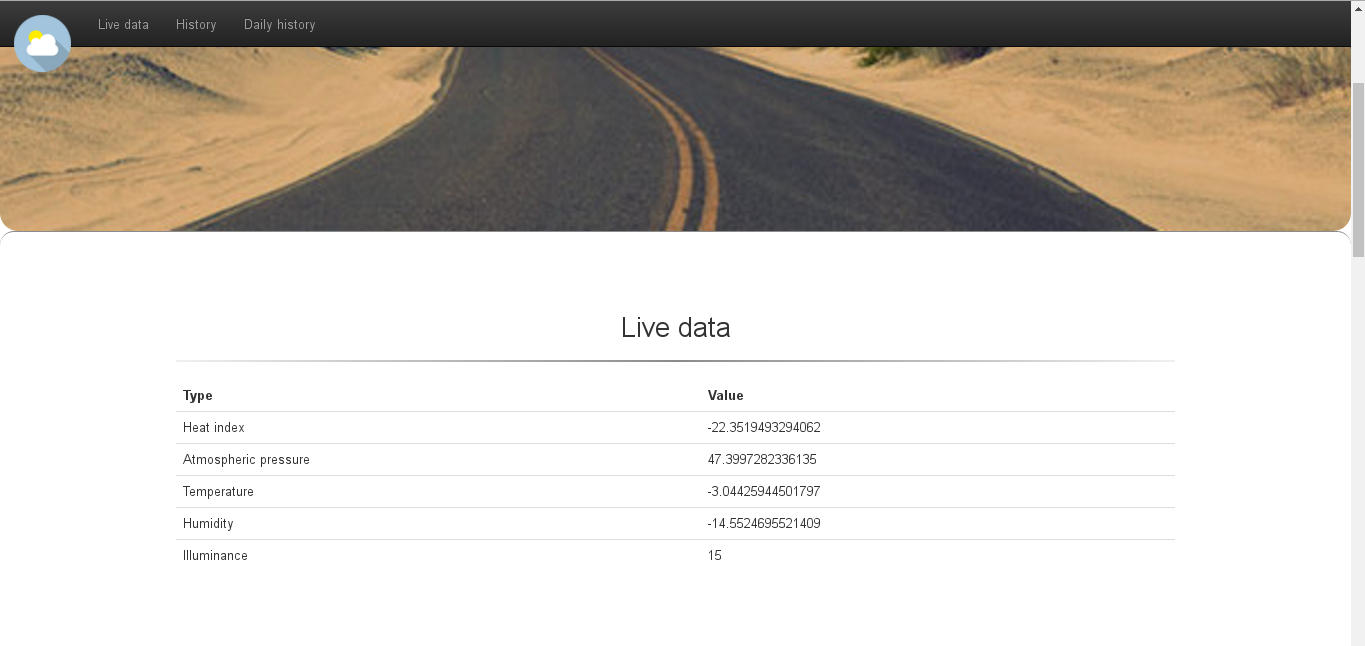 Live data History Daily history
Live data
Type Value
Heat index -22.3519493294062
Atmospheric pressure 47.3997282336135
Temperature -3.04425944501797
Humidity -14.5524695521409
Illuminance 15